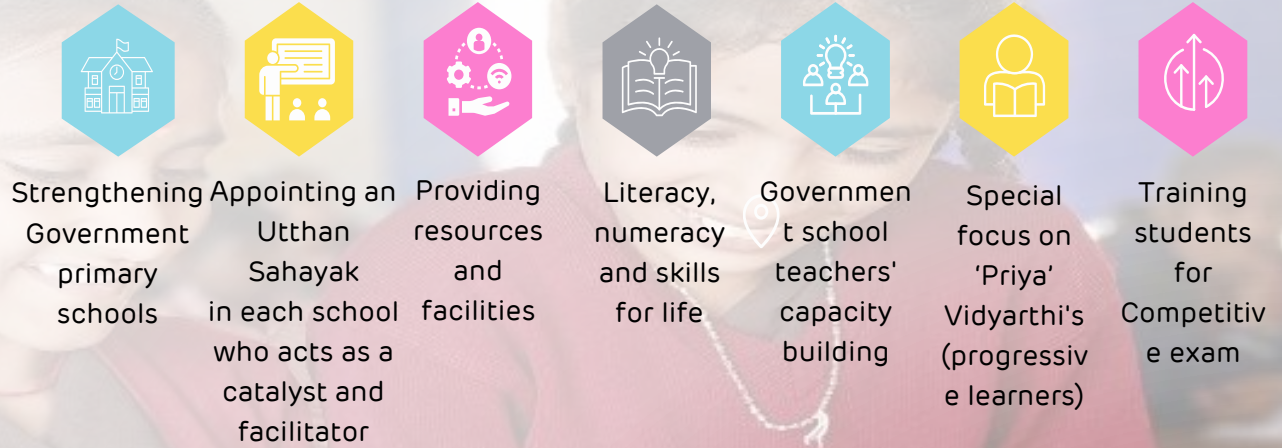 Strengthening
Government
primary
schools
Appointing an
Utthan
Sahayak
in each school
who acts as a
catalyst and
facilitator
Providing
resources
and
facilities
Literacy,
numeracy
and skills
for life
Governmen
t school
teachers'
capacity
building
Special
focus on
‘Priya’
Vidyarthi's
(progressiv
e learners)
Training
students
for
Competitiv
e exam